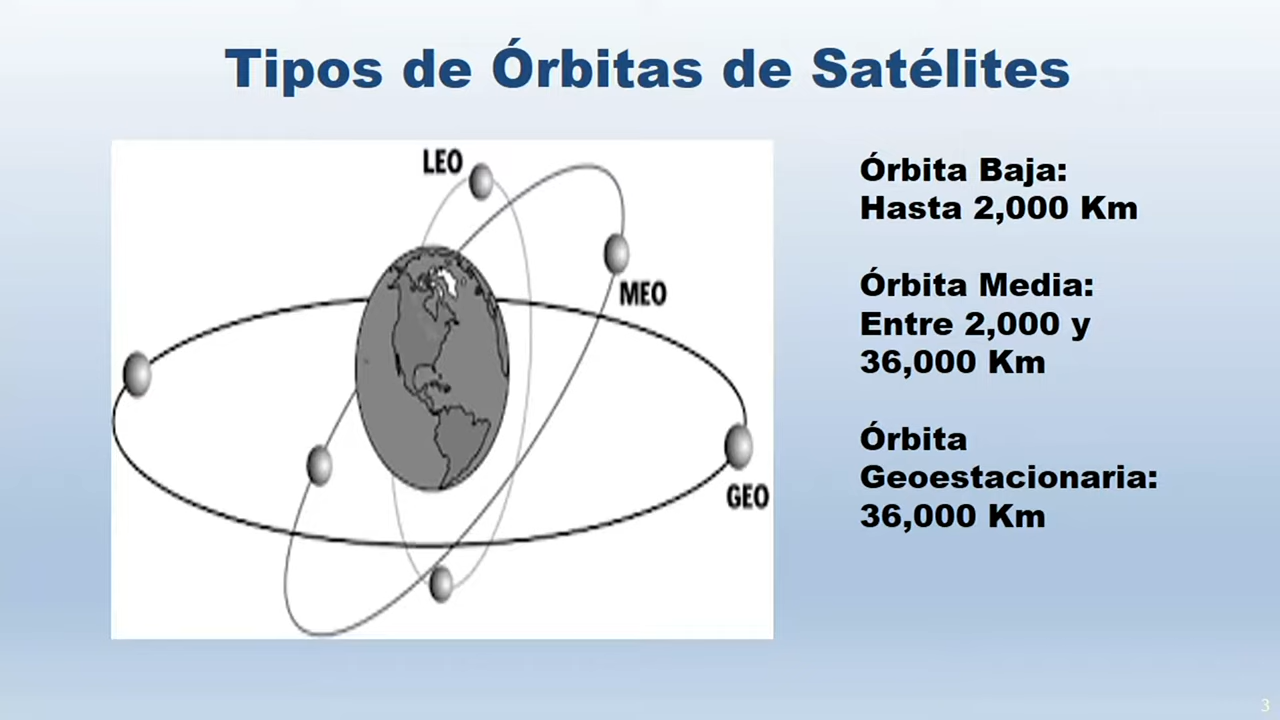 Tipos de Órbitas de Satélites
LEO
MEO
GEO
Órbita Baja:
Hasta 2,000 Km
Órbita Media:
Entre 2,000 y
36,000 Km
Órbita
Geoestacionaria:
36,000 Km
3